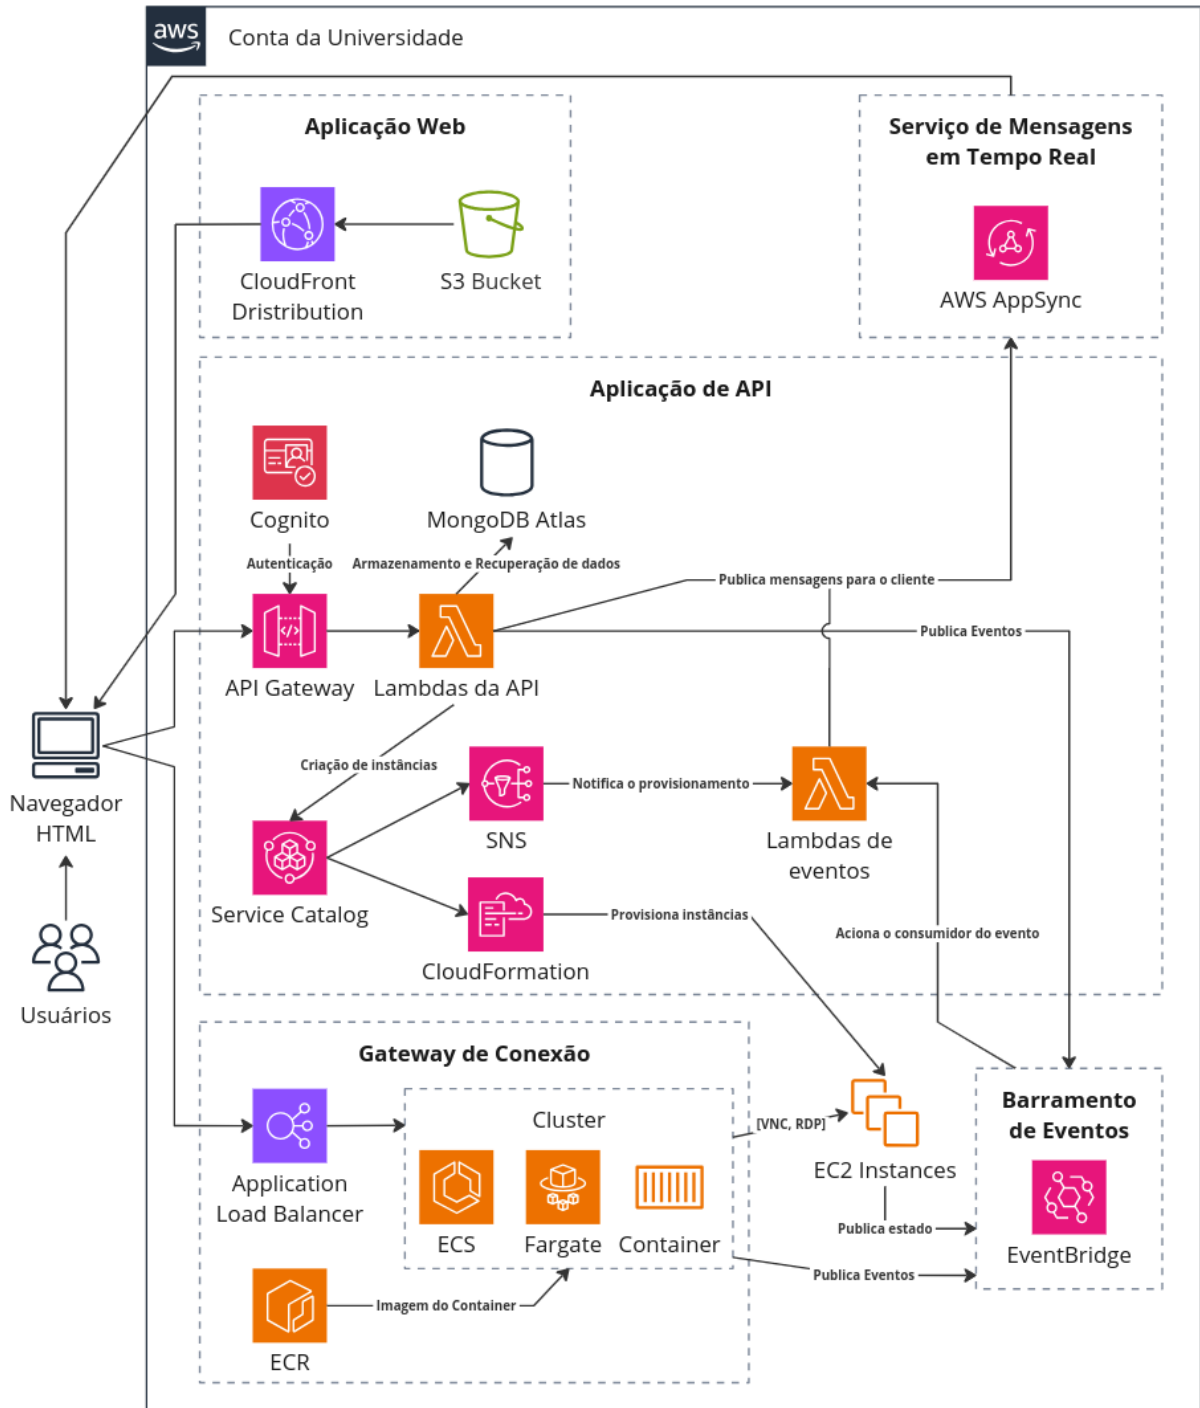 aws
Conta da Universidade
Aplicação Web
CloudFront
Dristribution
S3 Bucket
Serviço de Mensagens
em Tempo Real
AWS AppSync
Aplicação de API
Cognito
MongoDB Atlas
Autenticação
Armazenamento e Recuperação de dados
Publica mensagens para o cliente
Publica Eventos
API Gateway
Lambdas da API
Criação de instâncias
SNS
Notifica o provisionamento
Lambdas de
eventos
Service Catalog
CloudFormation
Provisiona instâncias
Aciona o consumidor do evento
Navegador
HTML
Usuários
Gateway de Conexão
Application
Load Balancer
Cluster
ECS
Fargate
Container
[VNC, RDP]
EC2 Instances
Publica estado
Publica Eventos
Barramento
de Eventos
EventBridge
Imagem do Container
ECR